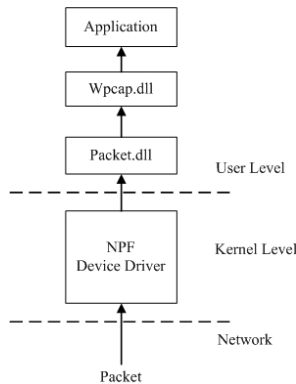 Application
Wpcap.dll
Packet.dll
User Level
NPF
Device Driver
Kernel Level
Network
Packet